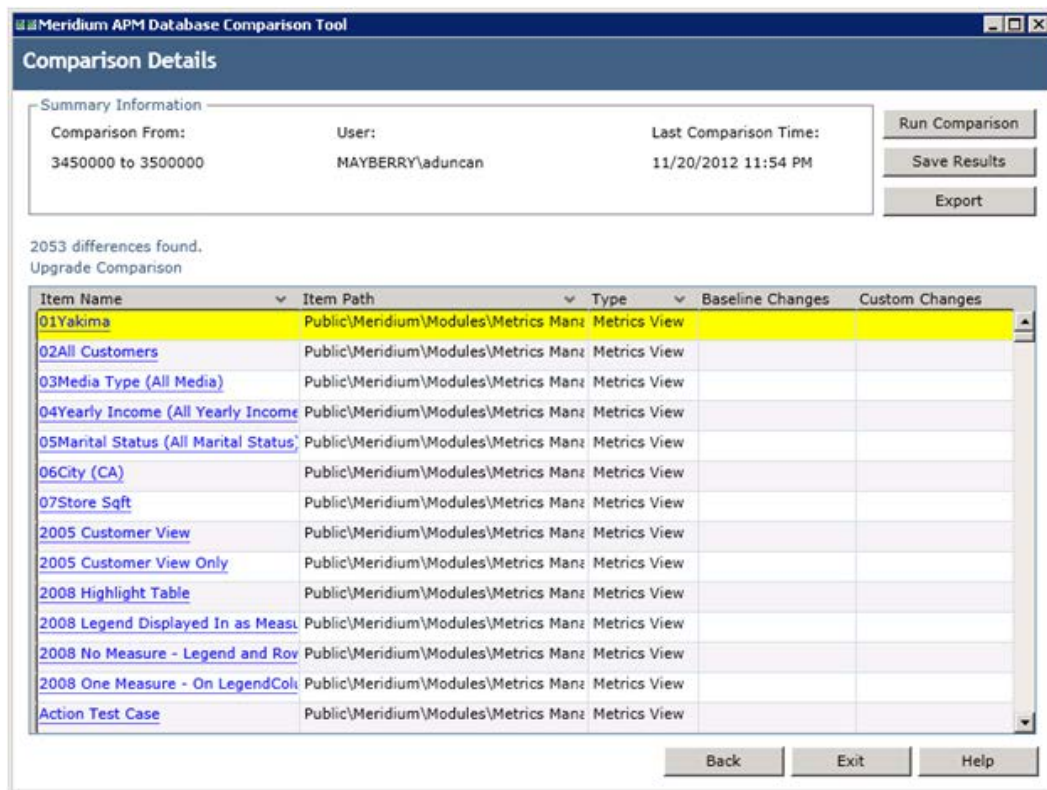 Meridium APM Database Comparison Tool
Comparison Details
Summary Information
Comparison From: User: Last Comparison Time:
3450000 to 3500000 MAYBERRY\aduncan 11/20/2012 11:54 PM
Run Comparison
Save Results
Export
2053 differences found.
Upgrade Comparison
Item Name Item Path Type Baseline Changes Custom Changes
01Yakima Public\Meridium\Modules\Metrics Mana Metrics View
02All Customers Public\Meridium\Modules\Metrics Mana Metrics View
03Media Type (All Media) Public\Meridium\Modules\Metrics Mana Metrics View
04Yearly Income (All Yearly Income Public\Meridium\Modules\Metrics Mana Metrics View
05Marital Status (All Marital Status) Public\Meridium\Modules\Metrics Mana Metrics View
06City (CA) Public\Meridium\Modules\Metrics Mana Metrics View
07Store Sqft Public\Meridium\Modules\Metrics Mana Metrics View
2005 Customer View Public\Meridium\Modules\Metrics Mana Metrics View
2005 Customer View Only Public\Meridium\Modules\Metrics Mana Metrics View
2008 Highlight Table Public\Meridium\Modules\Metrics Mana Metrics View
2008 Legend Displayed In as Measu Public\Meridium\Modules\Metrics Mana Metrics View
2008 No Measure - Legend and Row Public\Meridium\Modules\Metrics Mana Metrics View
2008 One Measure - On LegendColu Public\Meridium\Modules\Metrics Mana Metrics View
Action Test Case Public\Meridium\Modules\Metrics Mana Metrics View
Back Exit Help